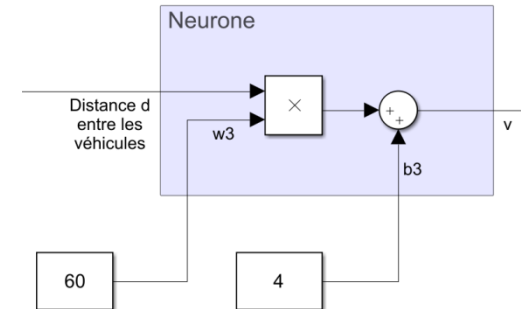 Neurone
Distance d
entre les
véhicules
×
w3
+
+
v
b3
60
4